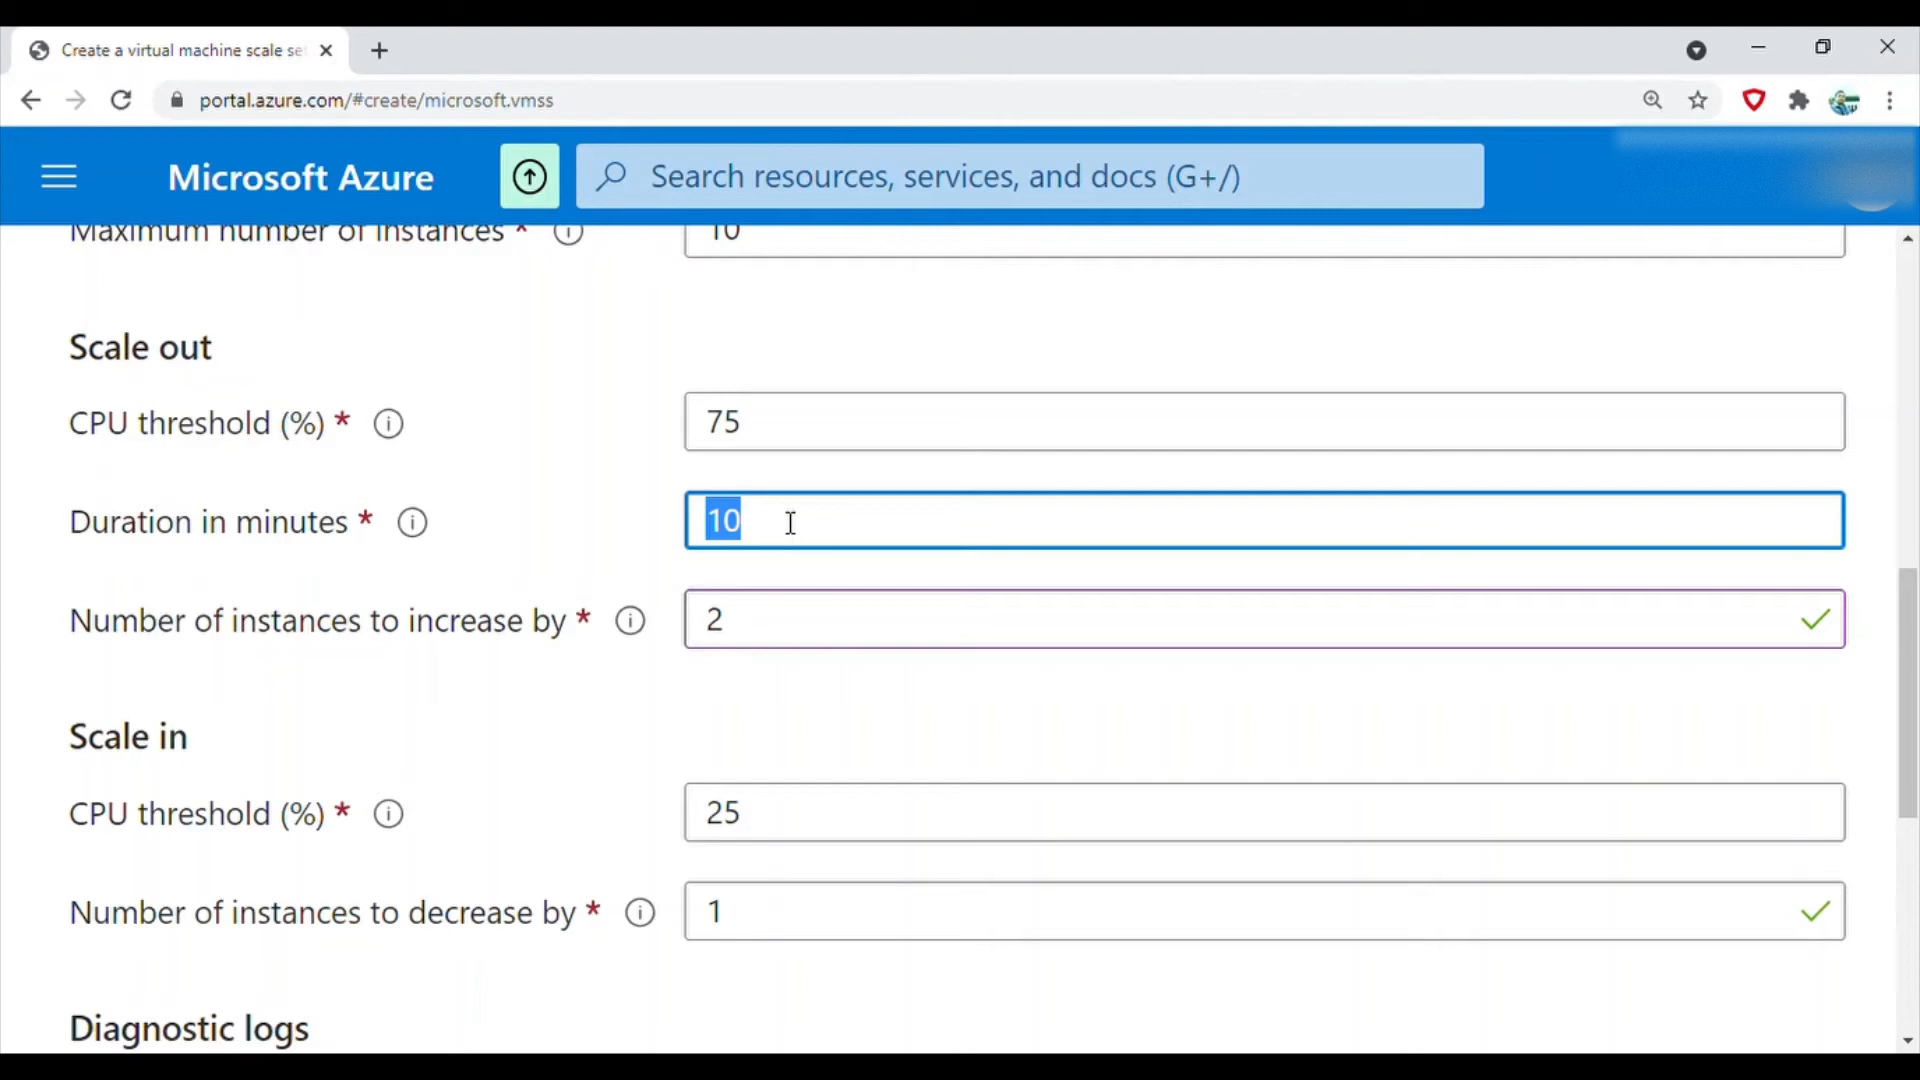 Create a virtual machine scale se
portal.azure.com/#create/microsoft.vmss
Microsoft Azure
Search resources, services, and docs (G+/)
Maximum number of instances * 10
Scale out
CPU threshold (%) * 75
Duration in minutes * 10
Number of instances to increase by * 2
Scale in
CPU threshold (%) * 25
Number of instances to decrease by * 1
Diagnostic logs